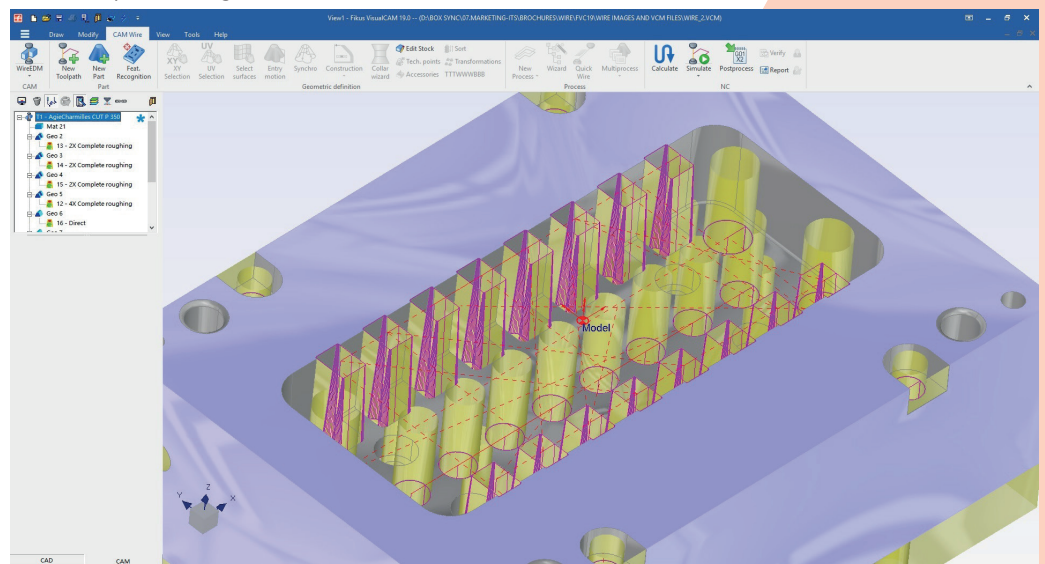 View1 - Fikus VisualCAM 19.0 -- (D:\BOX SYNC\07.MARKETING-ITS\BROCHURES\WIRE\FVC19\WIRE IMAGES AND VCM FILES\WIRE_2.VCM)
Draw Modify CAM Wire View Tools Help
WireEDM
New Toolpath
New Part
Feat. Recognition
XY Selection
UV Selection
Select surfaces
Entry motion
Synchro
Construction
Collar wizard
Edit Stock
Tech. points
Accessories
Sort
Transformations
TTTWWWBBB
New Process
Wizard
Quick Wire
Multiprocess
Calculate
Simulate
G01 X2
Postprocess
Verify
Report
CAM Part Geometric definition Process NC
T1 - AgieCharmilles CUT P 350
Mat 21
Geo 2
13 - 2X Complete roughing
Geo 3
14 - 2X Complete roughing
Geo 4
15 - 2X Complete roughing
Geo 5
12 - 4X Complete roughing
Geo 6
16 - Direct
Model
Z
Y
X
CAD CAM